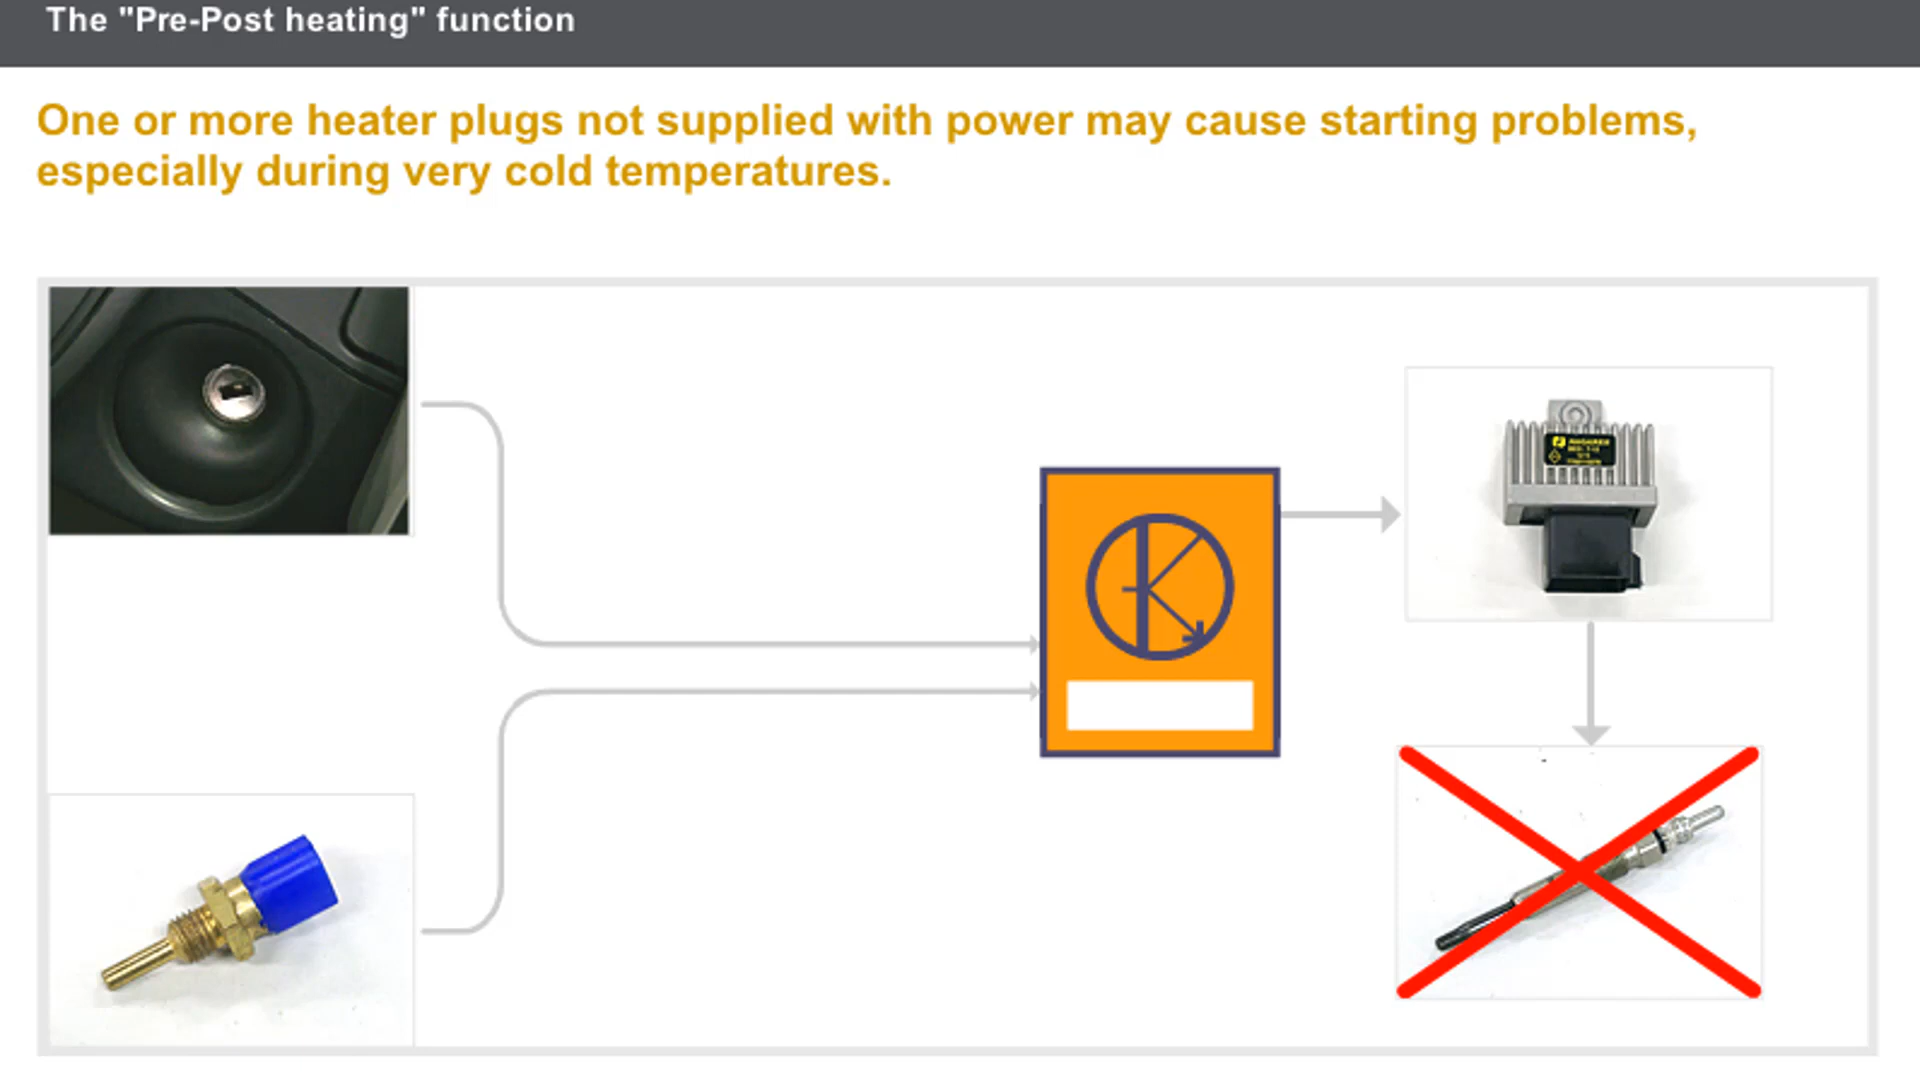 The "Pre-Post heating" function
One or more heater plugs not supplied with power may cause starting problems,
especially during very cold temperatures.